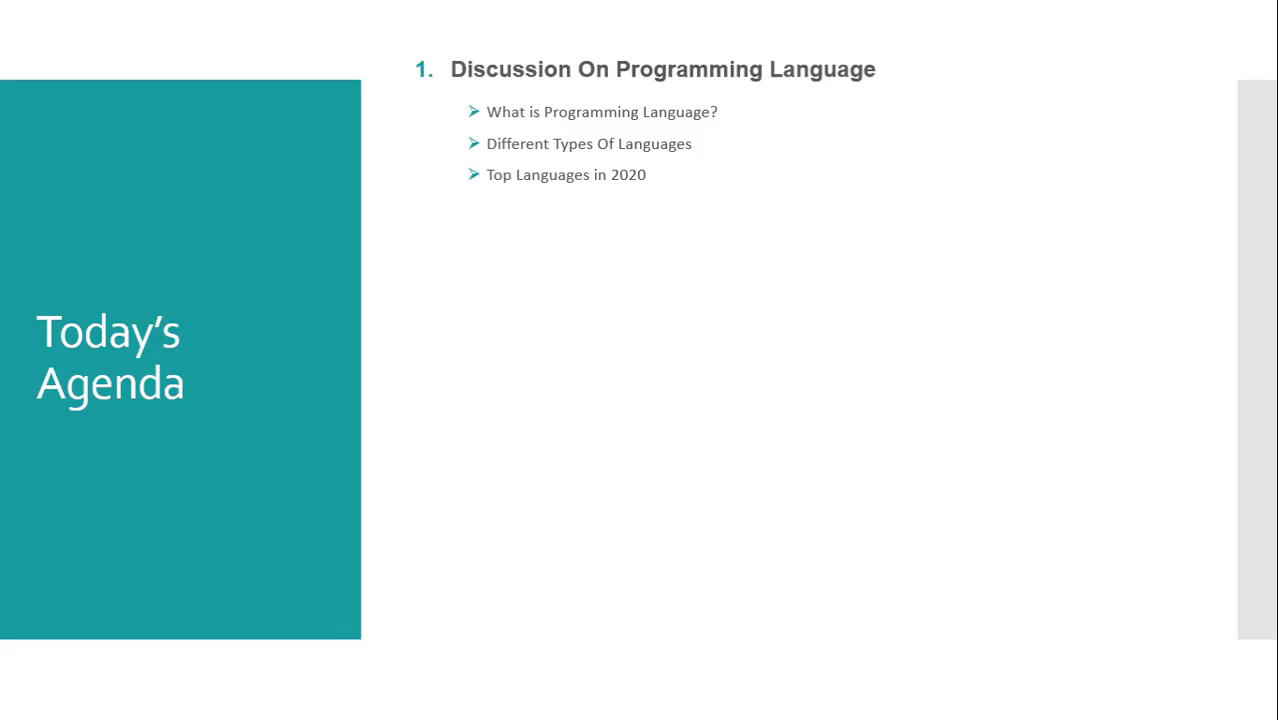 Today's
Agenda
1. Discussion On Programming Language
➢ What is Programming Language?
➢ Different Types Of Languages
➢ Top Languages in 2020